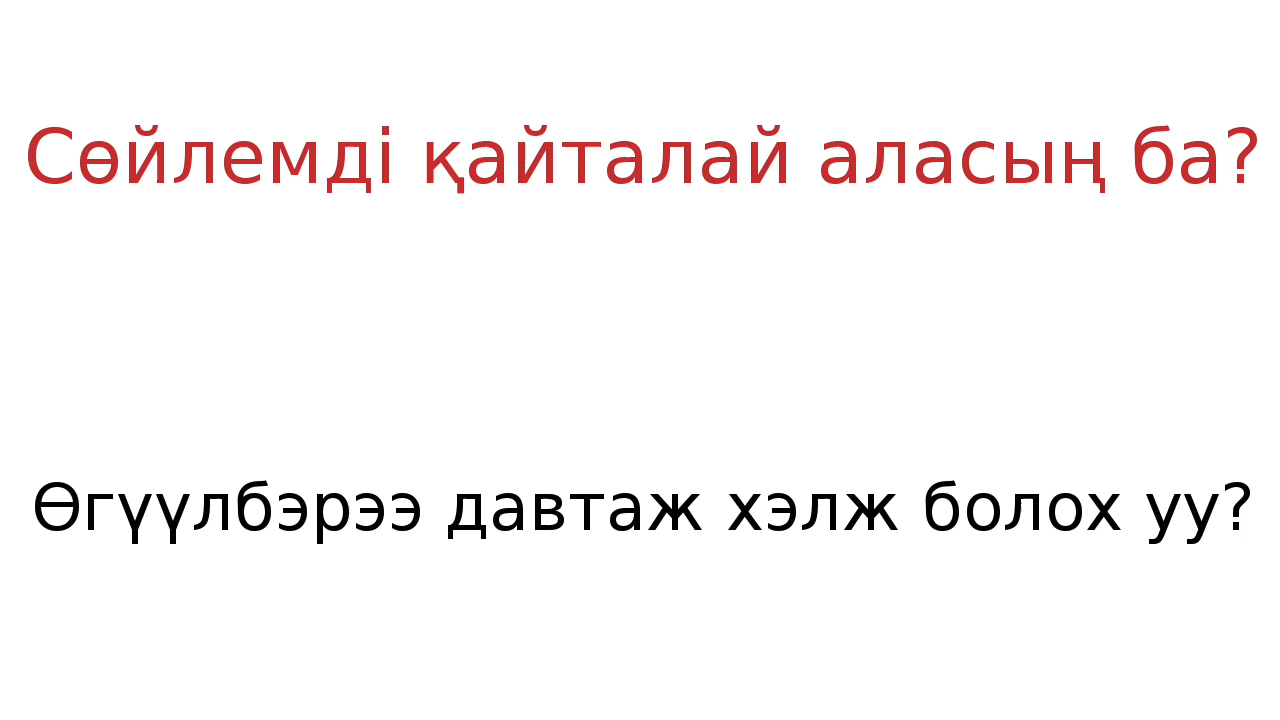 Сөйлемді қайталай аласың ба?
Өгүүлбэрээ давтаж хэлж болох уу?